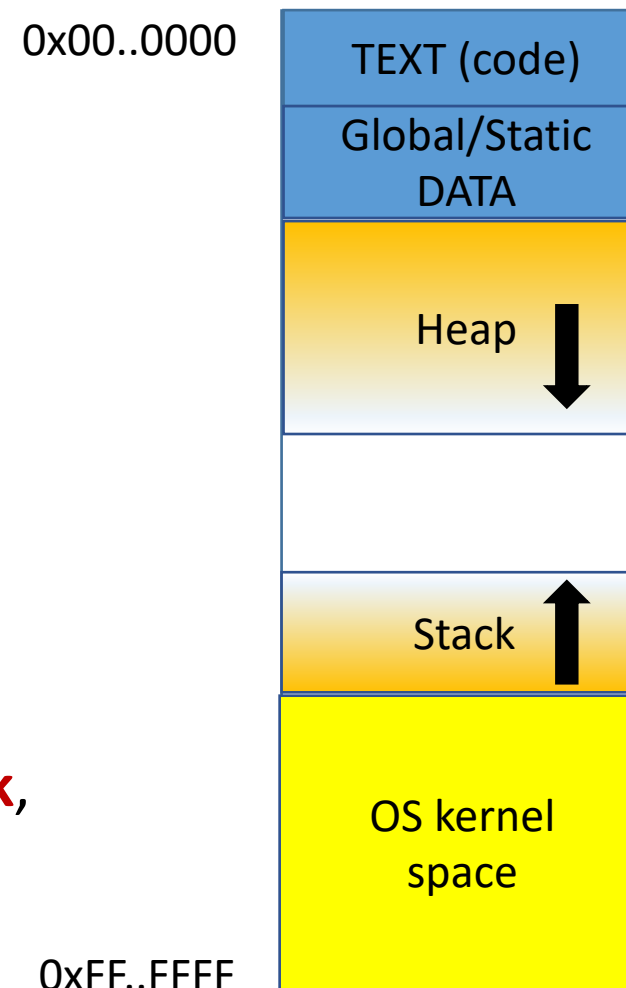 0x00..0000
TEXT (code)
Global/Static
DATA
Heap
Stack
k,
OS kernel
space
0xFF..FFFF